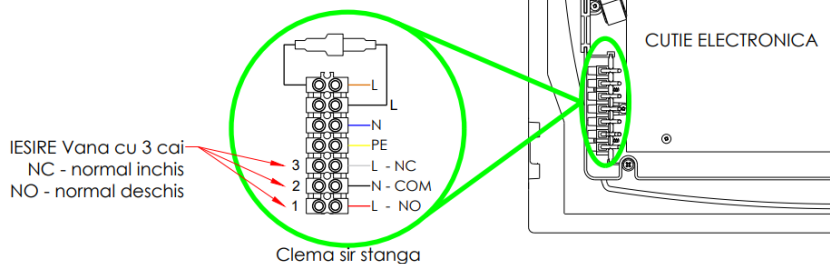 CUTIE ELECTRONICA
L
L
N
PE
IESIRE Vana cu 3 cai
NC - normal inchis
NO - normal deschis
3 L - NC
2 N - COM
1 L - NO
Clema sir stanga